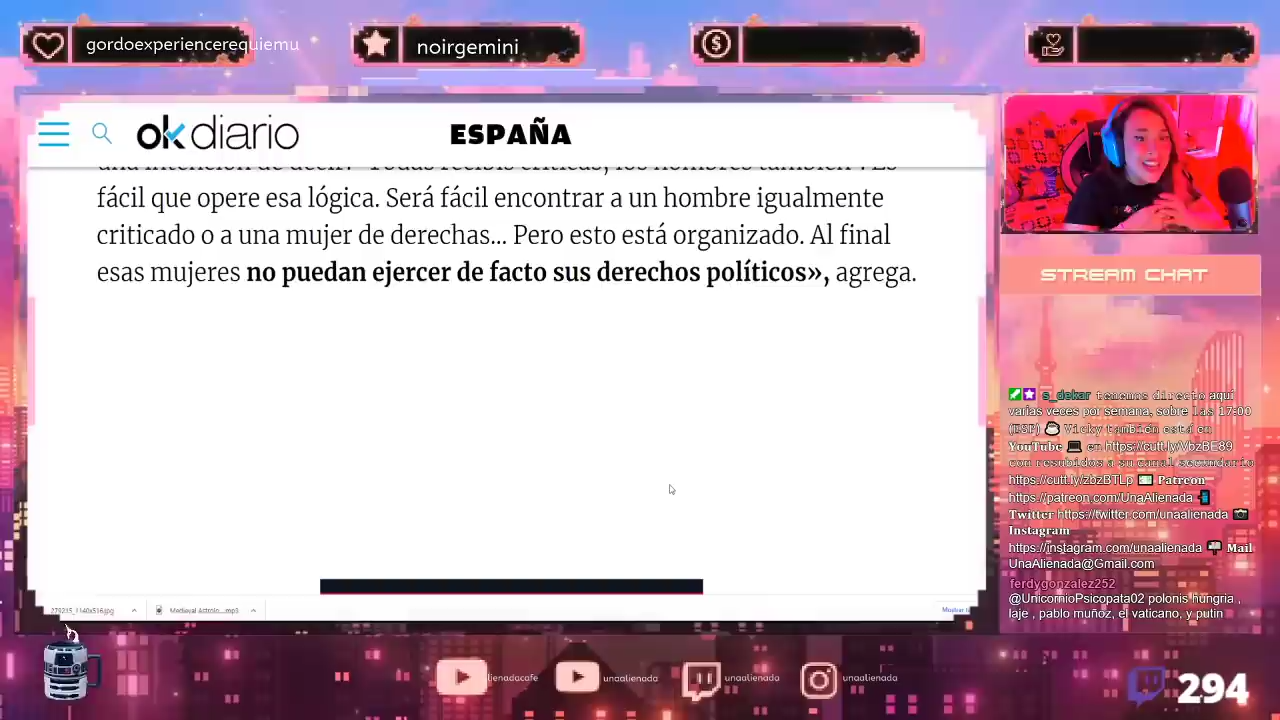 gordoexperiencerequiemu
noirgemini
okdiario
ESPAÑA
fácil que opere esa lógica. Será fácil encontrar a un hombre igualmente
criticado o a una mujer de derechas... Pero esto está organizado. Al final
esas mujeres no puedan ejercer de facto sus derechos políticos», agrega.
STREAM CHAT
s_dekar tenemos directo aquí
varias veces por semana, sobre las 17:00
(ESP) Vicky también está en
YouTube en https://cutt.ly/VbzBE89
con resubidos a su canal secundario
https://cutt.ly/zbzBTLp Patreon
https://patreon.com/UnaAlienada
Twitter https://twitter.com/unaalienada
Instagram
https://instagram.com/unaalienada Mail
UnaAlienada@Gmail.com
ferdygonzalez252
@UnicornioPsicopata02 polonis hungria ,
laje , pablo muñoz, el vaticano, y putin
Medieval Astroin....mp3
Mostrar
lienadacafe
unaalienada
unaalienada
unaalienada
294